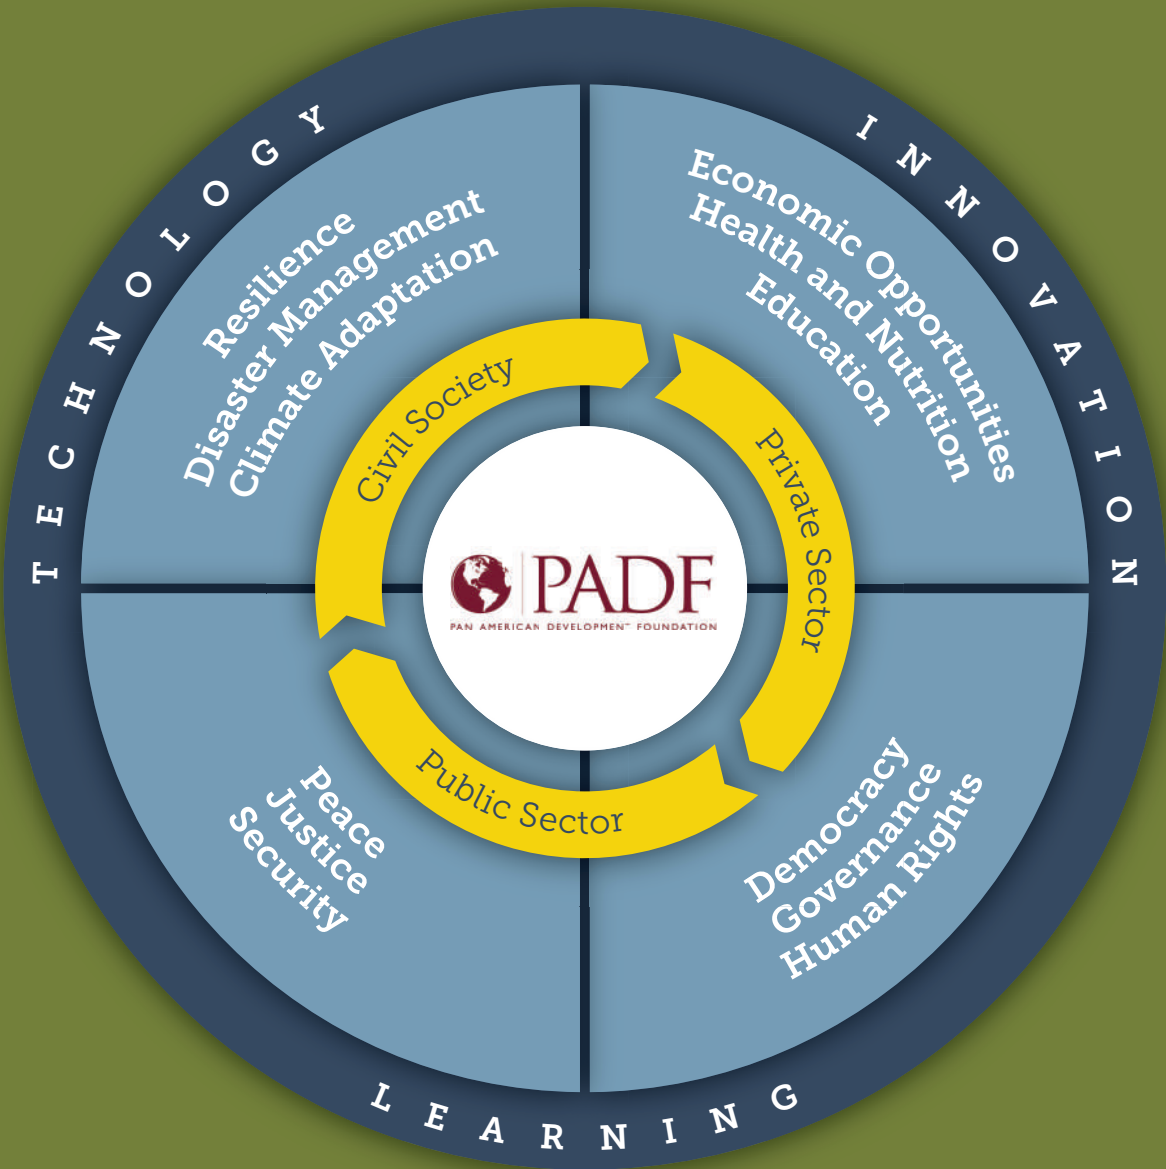 TECHNOLOGY
INNOVATION
LEARNING
Resilience
Disaster Management
Climate Adaptation
Economic Opportunities
Health and Nutrition
Education
Civil Society
Private Sector
Public Sector
PADF
PAN AMERICAN DEVELOPMENT FOUNDATION
Peace
Justice
Security
Democracy
Governance
Human Rights